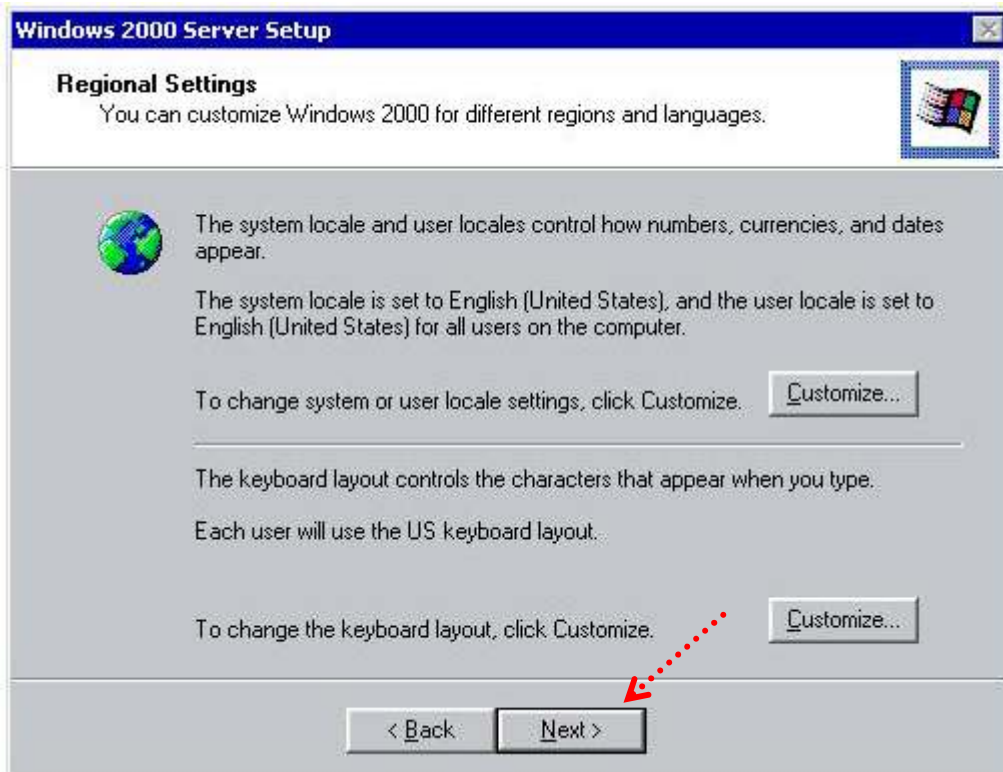 Windows 2000 Server Setup
Regional Settings
You can customize Windows 2000 for different regions and languages.
The system locale and user locales control how numbers, currencies, and dates
appear.
The system locale is set to English (United States), and the user locale is set to
English (United States) for all users on the computer.
To change system or user locale settings, click Customize.
Customize...
The keyboard layout controls the characters that appear when you type.
Each user will use the US keyboard layout.
To change the keyboard layout, click Customize.
Customize...
< Back
Next >